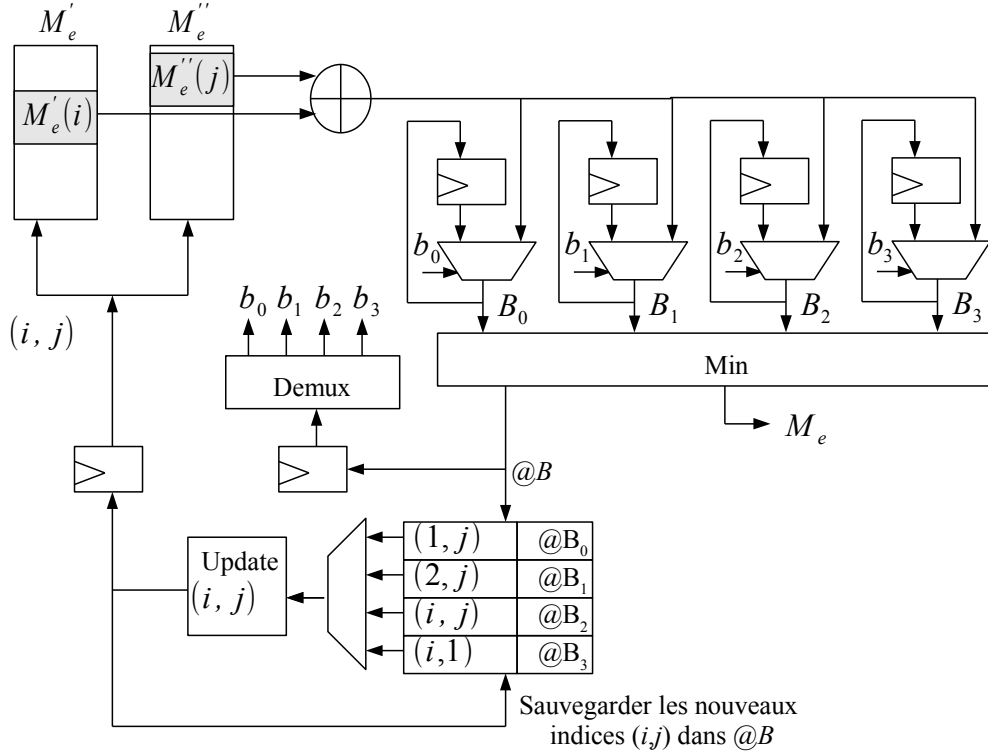 M'e M''e
M''e(j)
M'e(i)
b0 b1 b2 b3
B0 B1 B2 B3
(i, j)
b0 b1 b2 b3
Demux
Min
Me
@B
Update
(i, j)
(1, j) @B0
(2, j) @B1
(i, j) @B2
(i,1) @B3
Sauvegarder les nouveaux
indices (i,j) dans @B